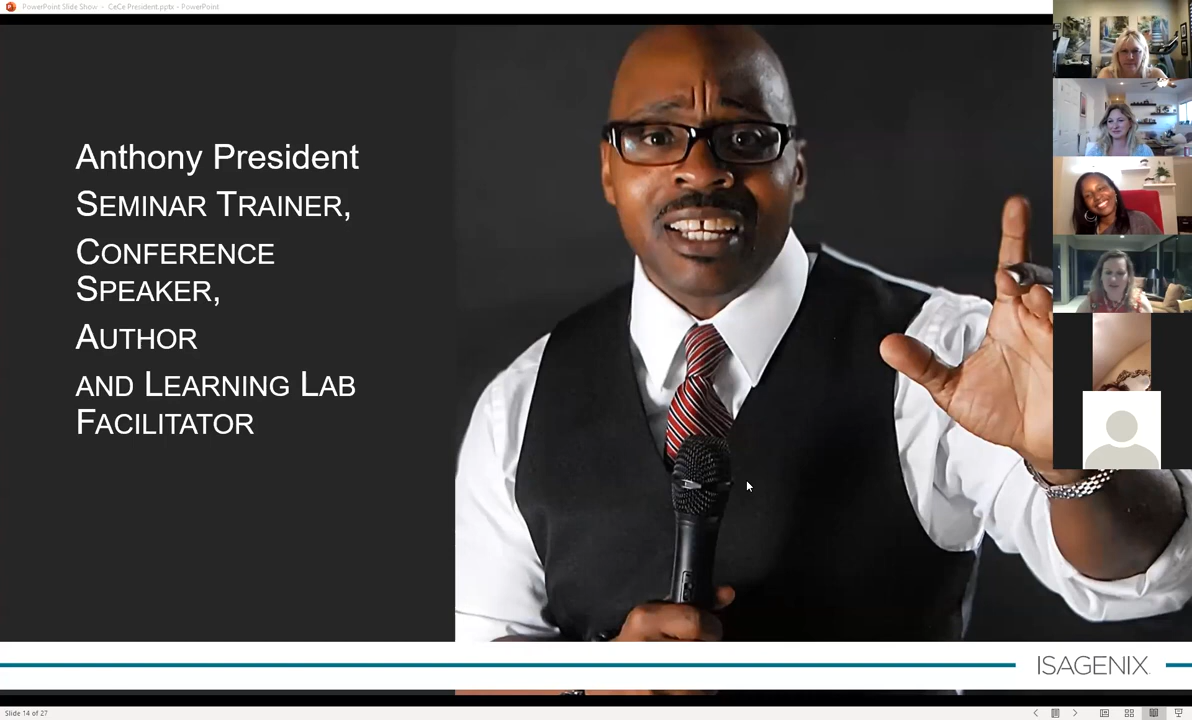 PowerPoint Slide Show - CeCe President.pptx - PowerPoint
Anthony President
SEMINAR TRAINER,
CONFERENCE
SPEAKER,
AUTHOR
AND LEARNING LAB
FACILITATOR
ISAGENIX
Slide 14 of 27